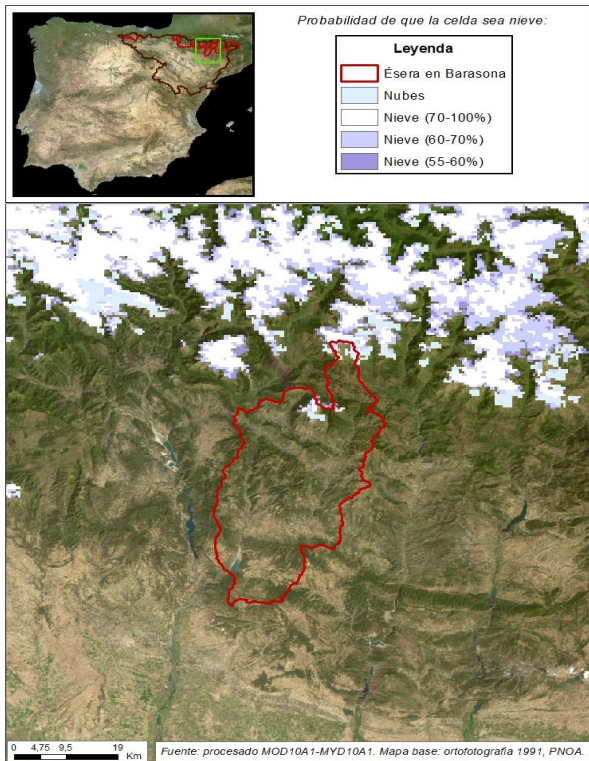 Probabilidad de que la celda sea nieve:
Leyenda
Ésera en Barasona
Nubes
Nieve (70-100%)
Nieve (60-70%)
Nieve (55-60%)
0 4,75 9,5 19
Km
Fuente: procesado MOD10A1-MYD10A1. Mapa base: ortofotografia 1991, PNOA.